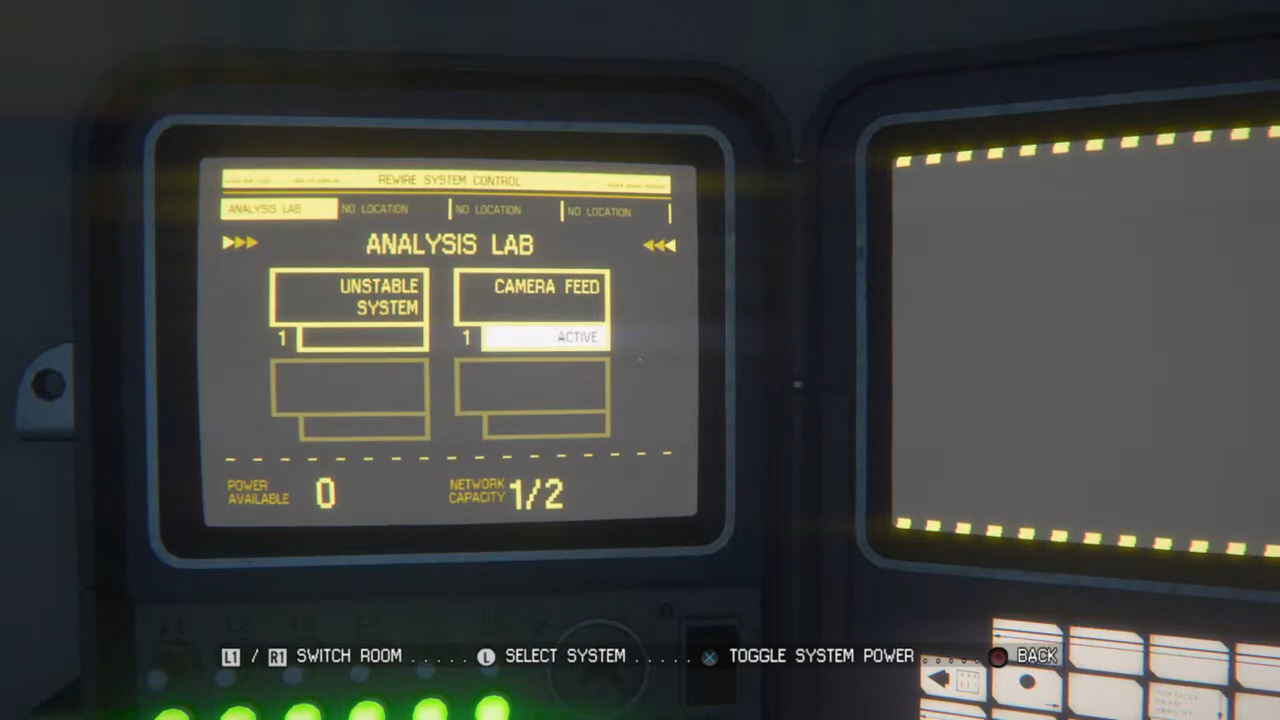 REWIRE SYSTEM CONTROL
ANALYSIS LAB NO LOCATION NO LOCATION NO LOCATION
ANALYSIS LAB
UNSTABLE SYSTEM
1
CAMERA FEED
1 ACTIVE
POWER AVAILABLE 0
NETWORK CAPACITY 1/2
L1 / R1 SWITCH ROOM ..... L SELECT SYSTEM ..... TOGGLE SYSTEM POWER ..... BACK